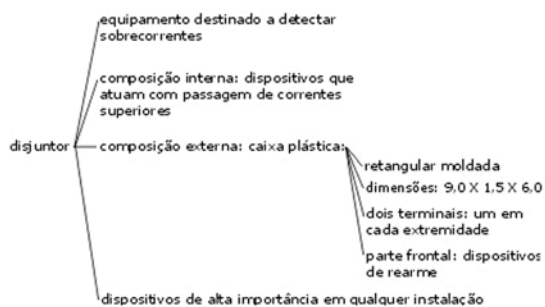 equipamento destinado a detectar
sobrecorrentes
composição interna: dispositivos que
atuam com passagem de correntes
superiores
disjuntor
composição externa: caixa plástica:
retangular moldada
dimensões: 9,0 X 1,5 X 6,0
dois terminais: um em
cada extremidade
parte frontal: dispositivos
de rearme
dispositivos de alta importância em qualquer instalação